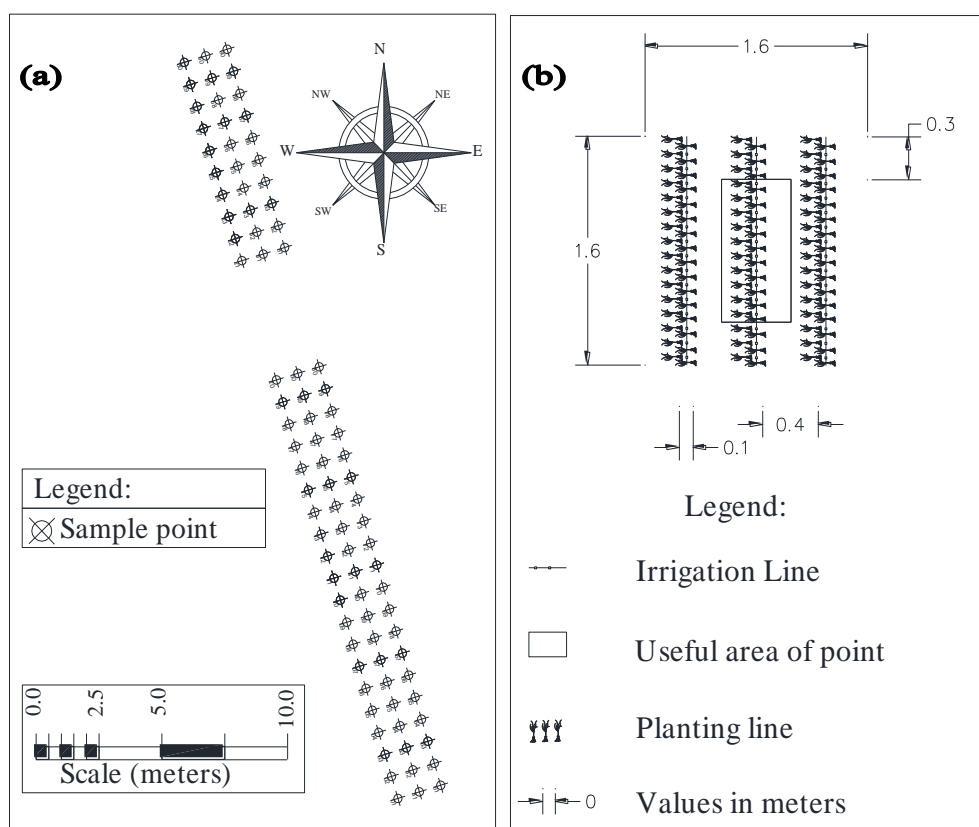 (a)
N
NW
NE
W
E
SW
SE
S
Legend:
Sample point
0.0
2.5
5.0
10.0
Scale (meters)
(b)
1.6
0.3
1.6
0.4
0.1
Legend:
Irrigation Line
Useful area of point
Planting line
0
Values in meters